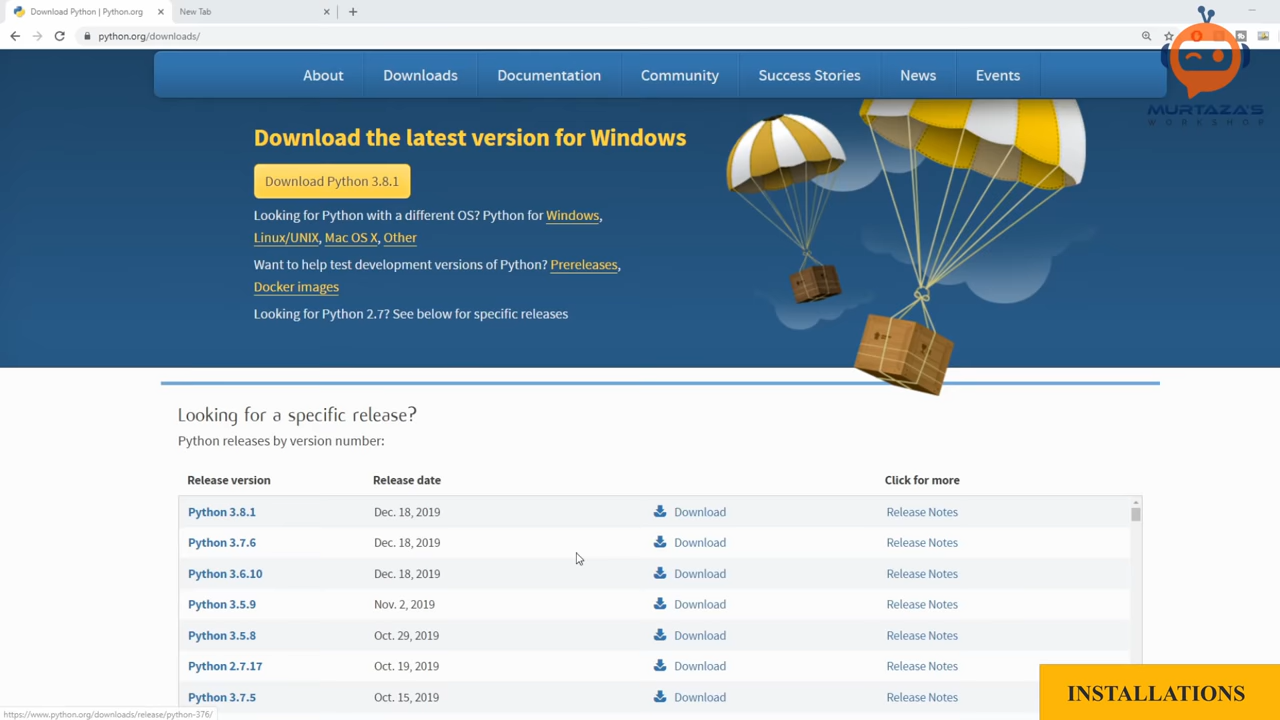 Download Python | Python.org
New Tab
python.org/downloads/
About Downloads Documentation Community Success Stories News Events
MURTAZA'S
WORKSHOP
Download the latest version for Windows
Download Python 3.8.1
Looking for Python with a different OS? Python for Windows,
Linux/UNIX, Mac OS X, Other
Want to help test development versions of Python? Prereleases,
Docker images
Looking for Python 2.7? See below for specific releases
Looking for a specific release?
Python releases by version number:
Release version Release date Click for more
Python 3.8.1 Dec. 18, 2019 Download Release Notes
Python 3.7.6 Dec. 18, 2019 Download Release Notes
Python 3.6.10 Dec. 18, 2019 Download Release Notes
Python 3.5.9 Nov. 2, 2019 Download Release Notes
Python 3.5.8 Oct. 29, 2019 Download Release Notes
Python 2.7.17 Oct. 19, 2019 Download Release Notes
Python 3.7.5 Oct. 15, 2019 Download Release Notes
INSTALLATIONS
https://www.python.org/downloads/release/python-376/